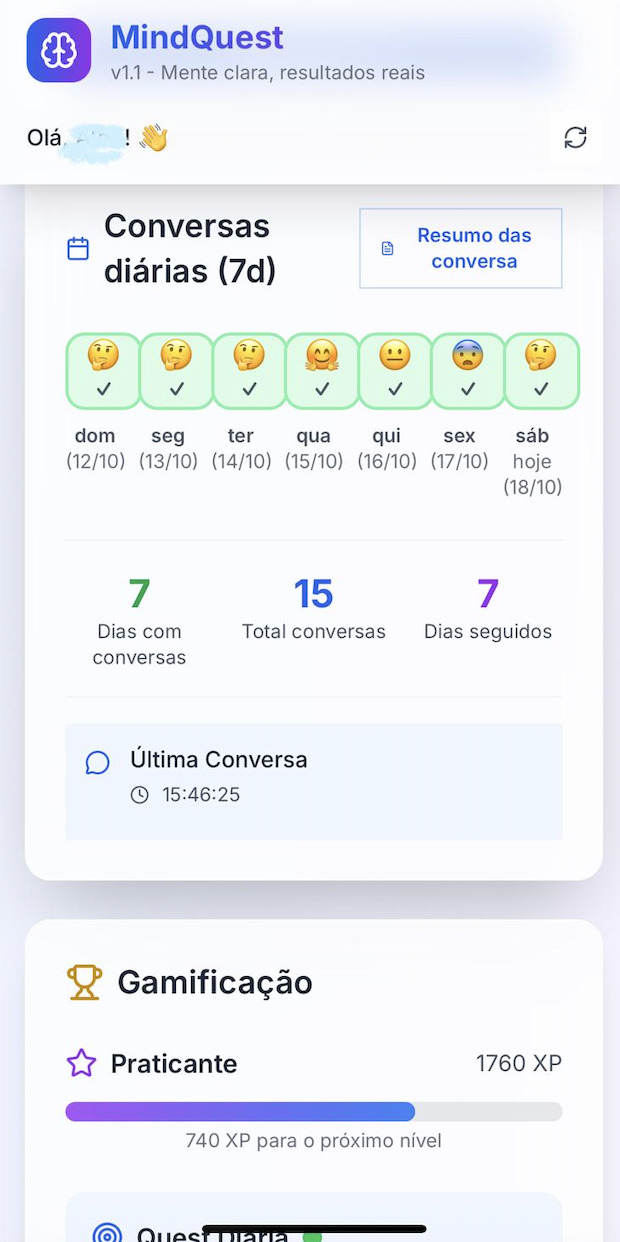 MindQuest
v1.1 - Mente clara, resultados reais
Olá, ! 👋
Conversas
diárias (7d)
Resumo das
conversa
🤔 🤔 🤔 🤗 😐 😨 🤔
✓ ✓ ✓ ✓ ✓ ✓ ✓
dom seg ter qua qui sex sáb
(12/10) (13/10) (14/10) (15/10) (16/10) (17/10) hoje
(18/10)
7 15 7
Dias com Total conversas Dias seguidos
conversas
Última Conversa
15:46:25
Gamificação
Praticante 1760 XP
740 XP para o próximo nível
Quest Diária